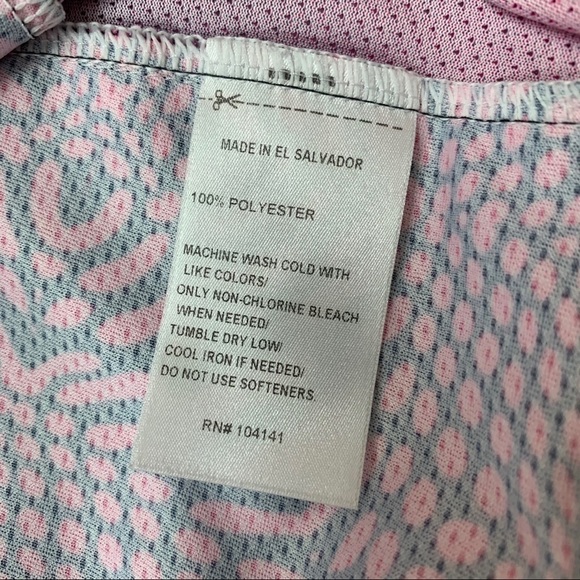 MADE IN EL SALVADOR
100% POLYESTER
MACHINE WASH COLD WITH
LIKE COLORS/
ONLY NON-CHLORINE BLEACH
WHEN NEEDED/
TUMBLE DRY LOW/
COOL IRON IF NEEDED/
DO NOT USE SOFTENERS
RN# 104141